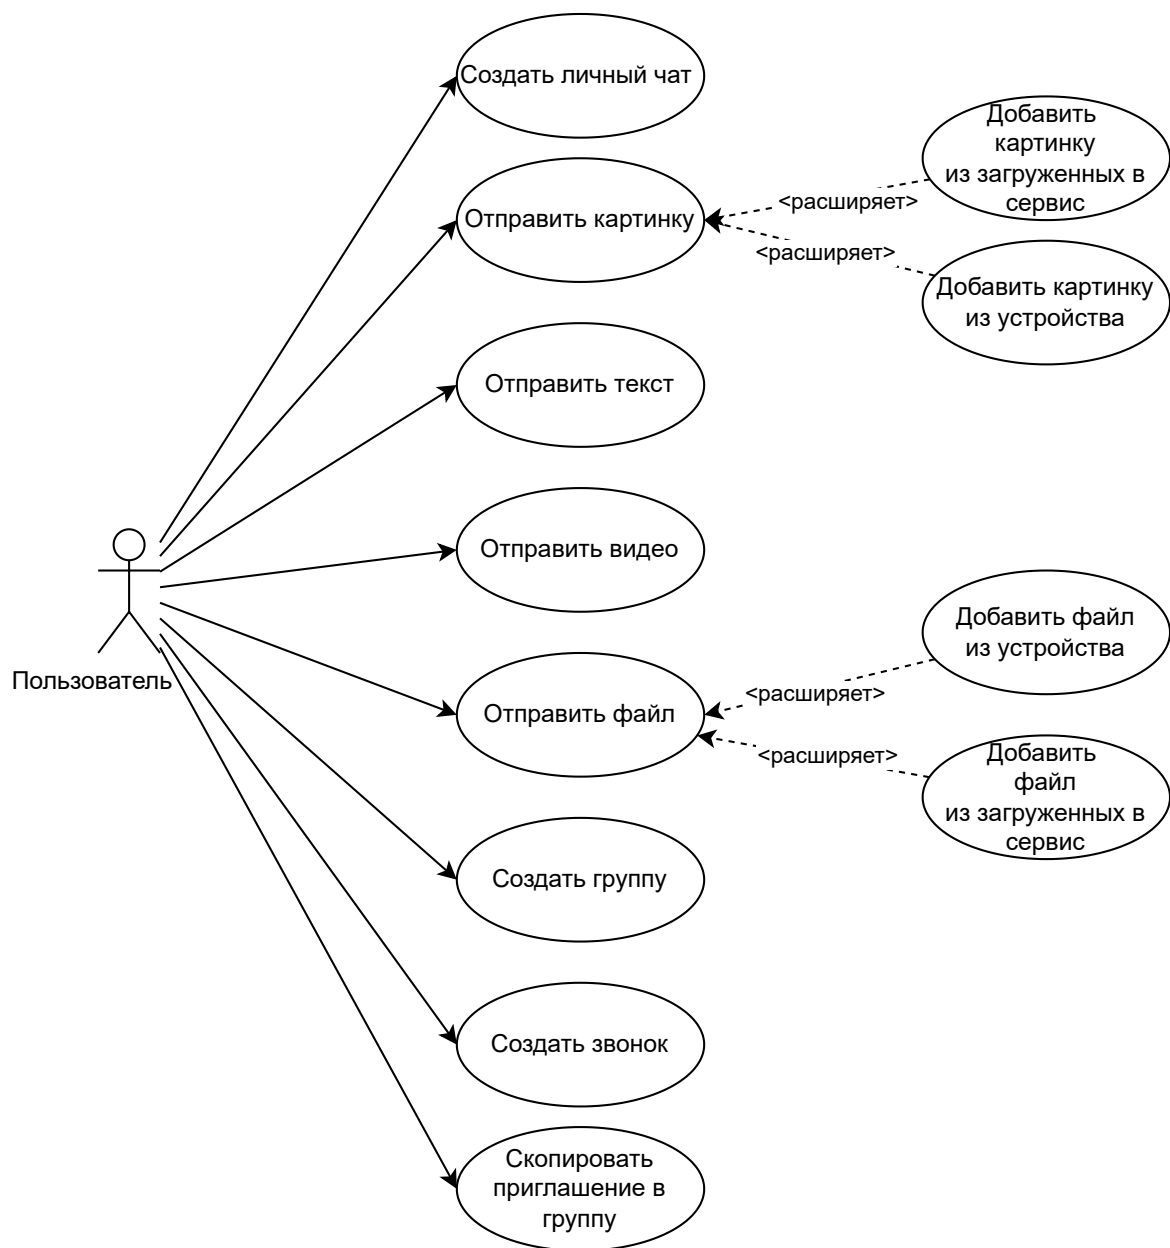 Создать личный чат
Добавить
картинку
из загруженных в
сервис
<расширяет>
Отправить картинку
<расширяет>
Добавить картинку
из устройства
Отправить текст
Отправить видео
Пользователь
Добавить файл
из устройства
<расширяет>
Отправить файл
<расширяет>
Добавить
файл
из загруженных в
сервис
Создать группу
Создать звонок
Скопировать
приглашение в
группу